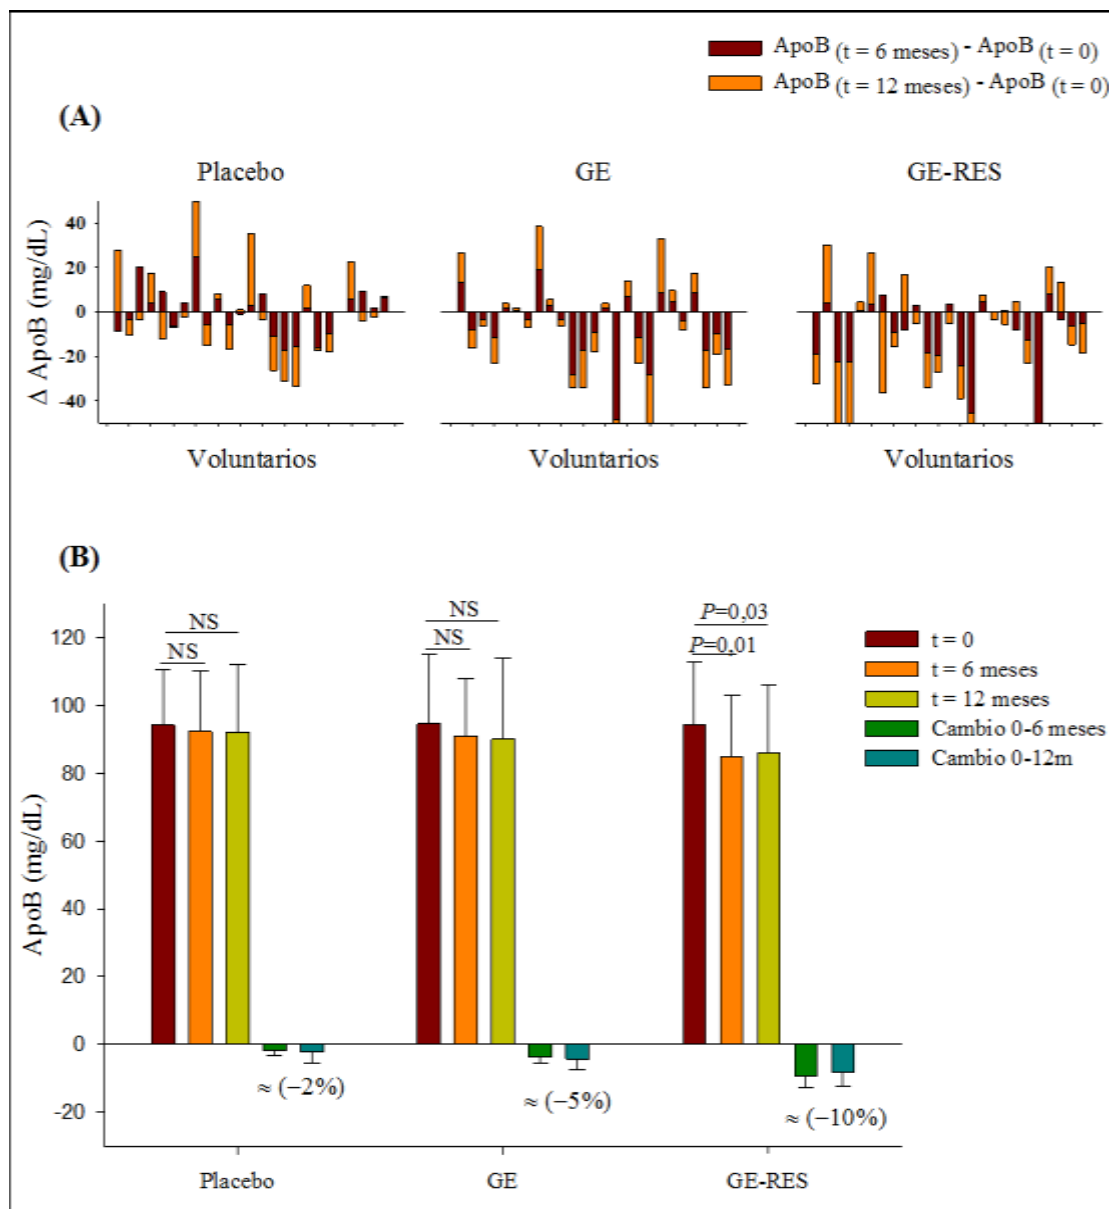 ApoB (t = 6 meses) - ApoB (t = 0)
ApoB (t = 12 meses) - ApoB (t = 0)
(A)
Placebo GE GE-RES
Δ ApoB (mg/dL)
40
20
0
-20
-40
Voluntarios Voluntarios Voluntarios
(B)
NS NS P=0,03
NS NS P=0,01
t = 0
t = 6 meses
t = 12 meses
Cambio 0-6 meses
Cambio 0-12m
ApoB (mg/dL)
120
100
80
60
40
20
0
-20
≈ (−2%) ≈ (−5%) ≈ (−10%)
Placebo GE GE-RES